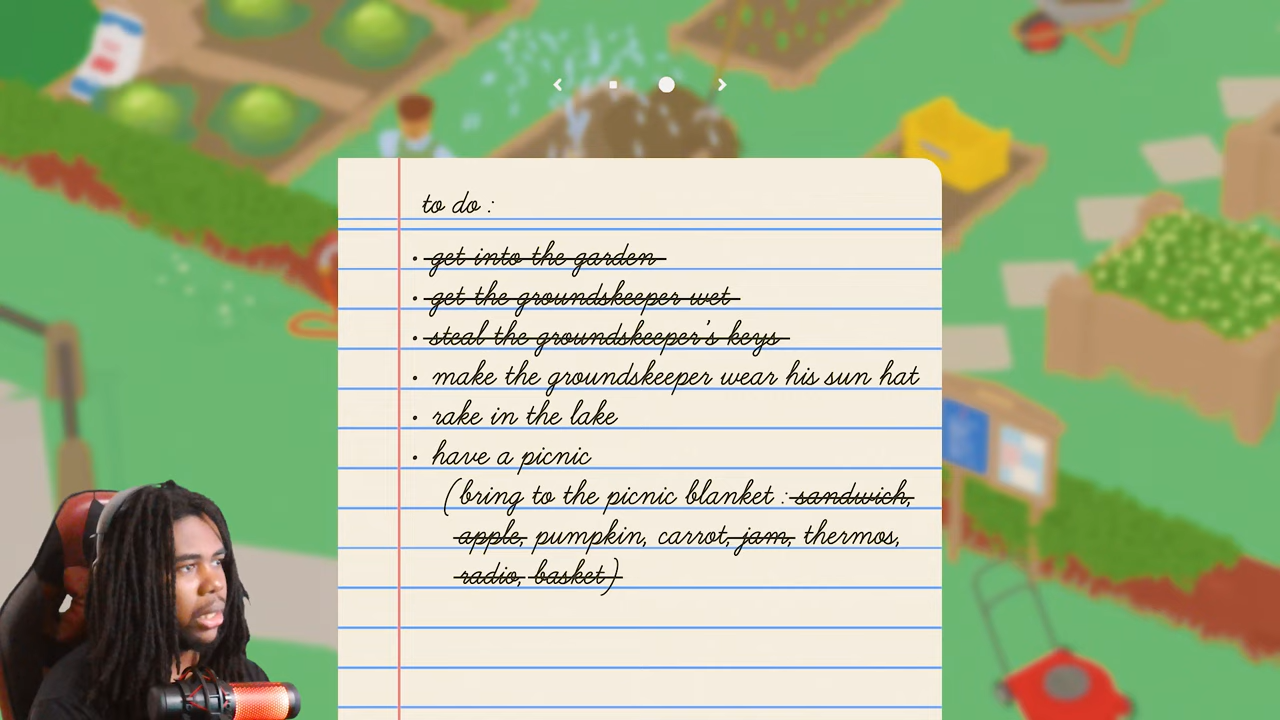 to do :
· get into the garden
· get the groundskeeper wet
· steal the groundskeeper's keys
· make the groundskeeper wear his sun hat
· rake in the lake
· have a picnic
(bring to the picnic blanket : sandwich,
apple, pumpkin, carrot, jam, thermos,
radio, basket)